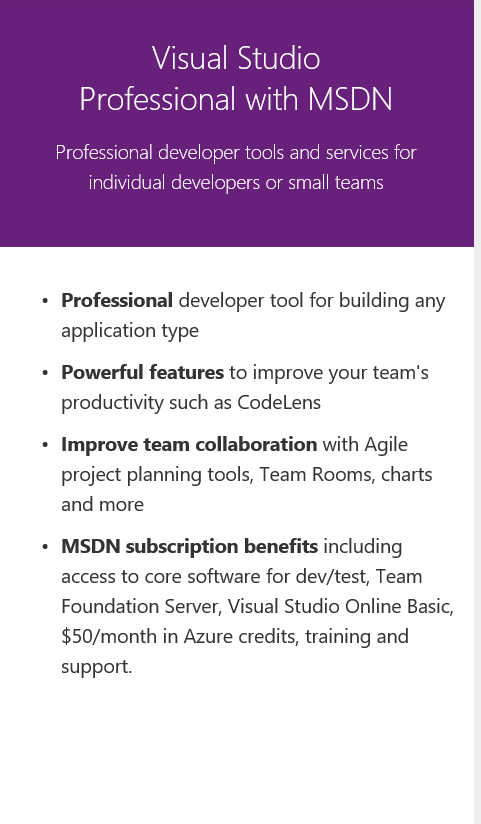 Visual Studio
Professional with MSDN
Professional developer tools and services for
individual developers or small teams
• Professional developer tool for building any
application type
• Powerful features to improve your team's
productivity such as CodeLens
• Improve team collaboration with Agile
project planning tools, Team Rooms, charts
and more
• MSDN subscription benefits including
access to core software for dev/test, Team
Foundation Server, Visual Studio Online Basic,
$50/month in Azure credits, training and
support.